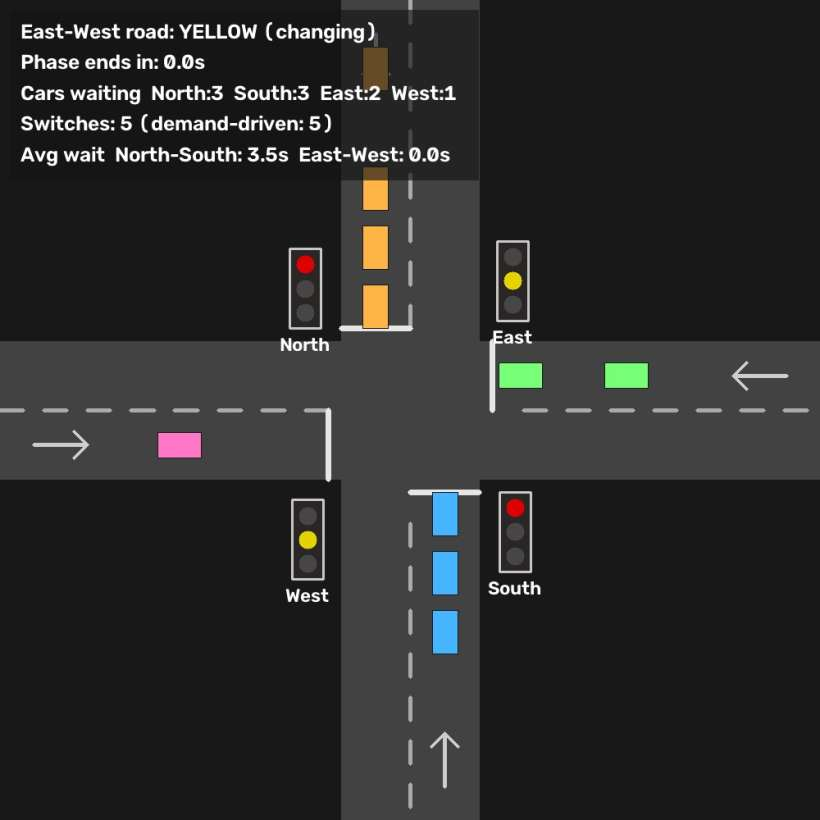 East-West road: YELLOW (changing)
Phase ends in: 0.0s
Cars waiting  North:3  South:3  East:2  West:1
Switches: 5 (demand-driven: 5)
Avg wait  North-South: 3.5s  East-West: 0.0s
North
East
West
South